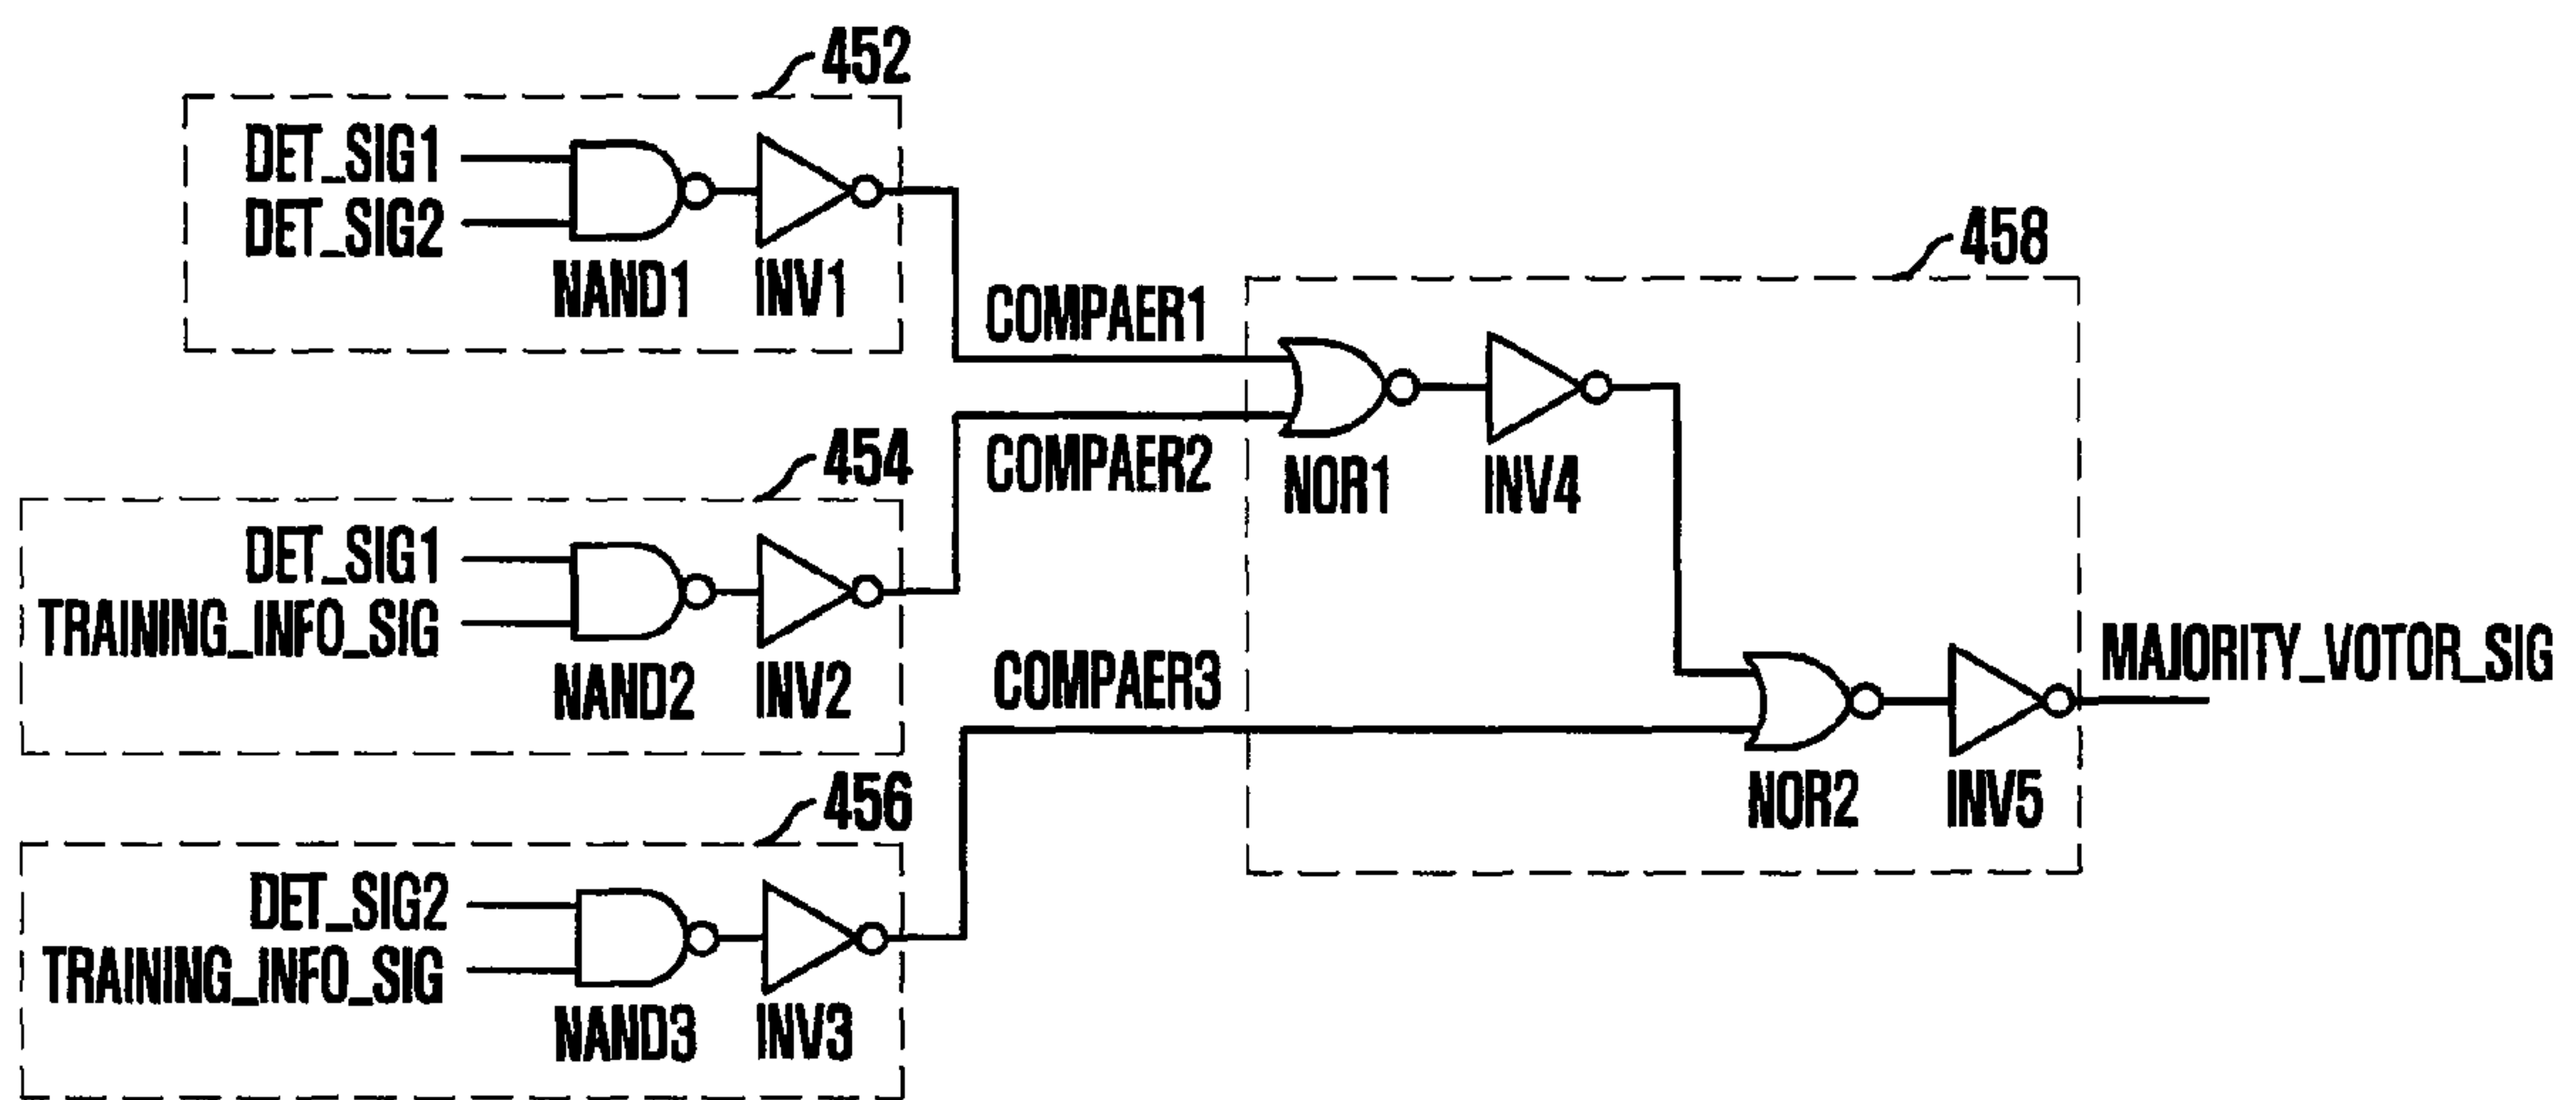 452
DET_SIG1
DET_SIG2
NAND1 INV1
458
COMPAER1
COMPAER2
NOR1 INV4
454
DET_SIG1
TRAINING_INFO_SIG
NAND2 INV2
COMPAER3
MAJORITY_VOTOR_SIG
NOR2 INV5
456
DET_SIG2
TRAINING_INFO_SIG
NAND3 INV3